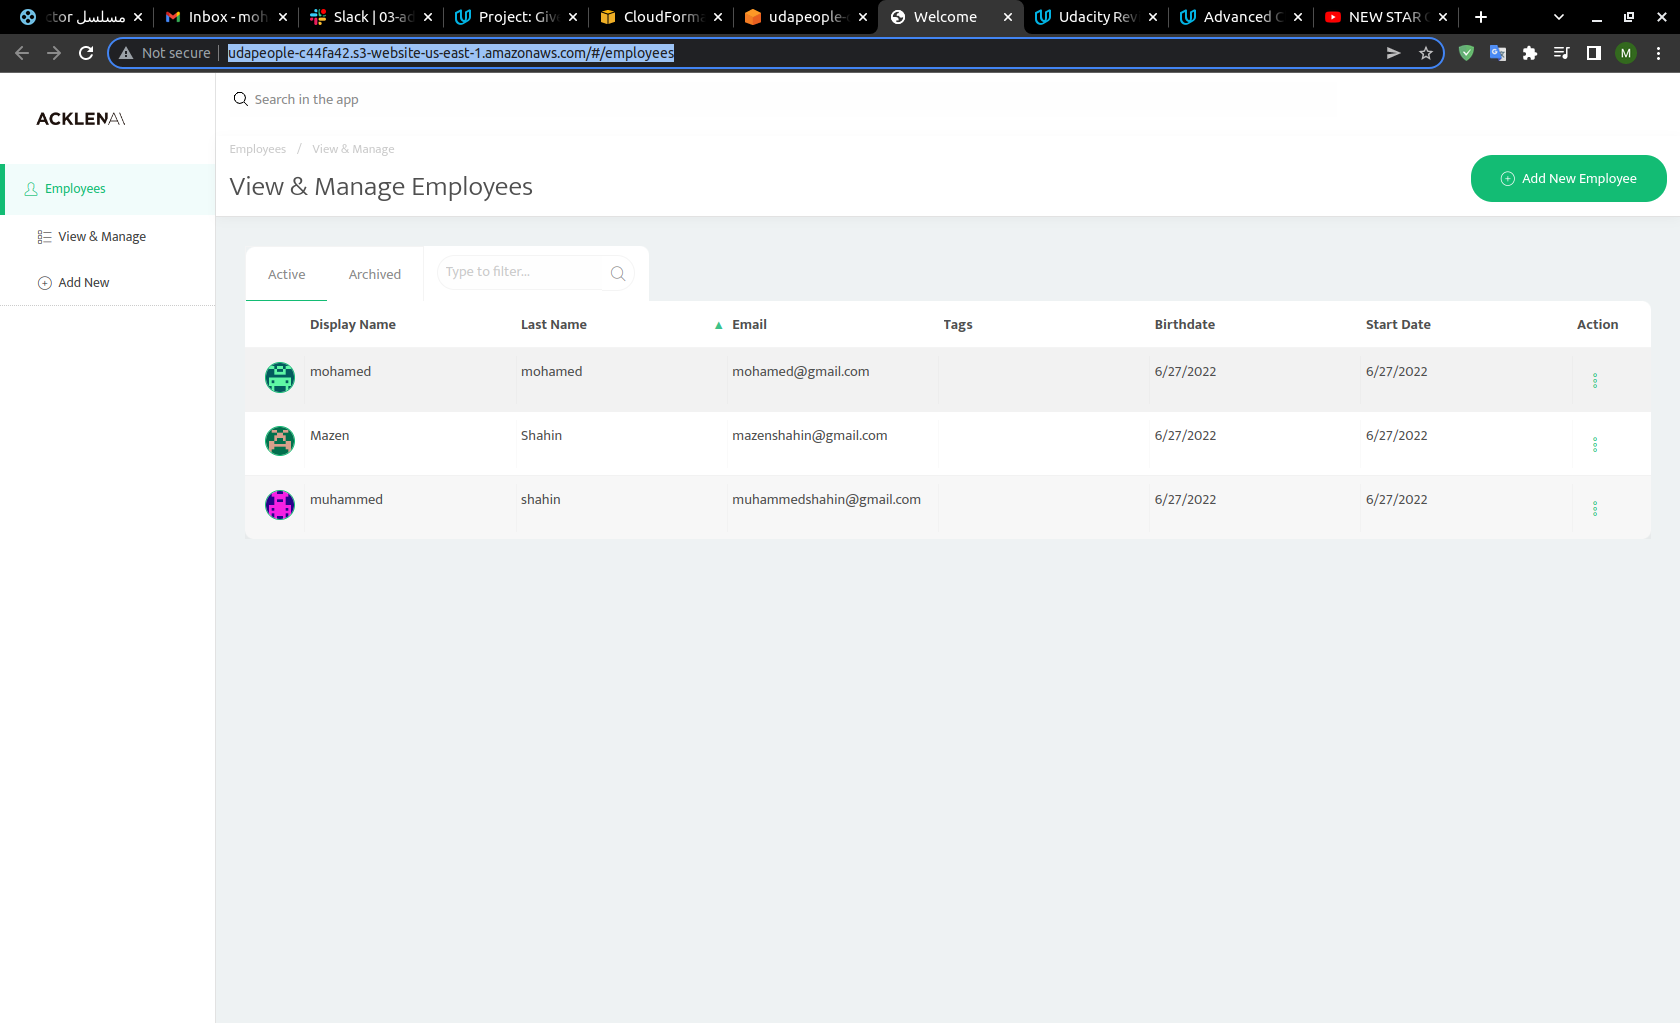 ctor مسلسل
Inbox - moh
Slack | 03-ad
Project: Give
CloudForma
udapeople-
Welcome
Udacity Rev
Advanced C
NEW STAR
Not secure
udapeople-c44fa42.s3-website-us-east-1.amazonaws.com/#/employees
M
ACKLENA\
Search in the app
Employees / View & Manage
View & Manage Employees
Add New Employee
Employees
View & Manage
Add New
Active
Archived
Type to filter...
Display Name Last Name ▲ Email Tags Birthdate Start Date Action
mohamed mohamed mohamed@gmail.com 6/27/2022 6/27/2022
Mazen Shahin mazenshahin@gmail.com 6/27/2022 6/27/2022
muhammed shahin muhammedshahin@gmail.com 6/27/2022 6/27/2022